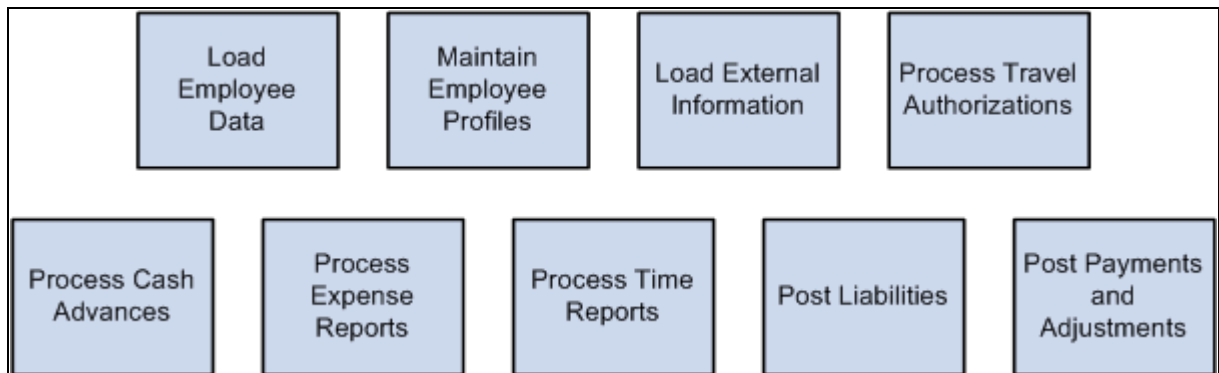 Load
Employee
Data
Maintain
Employee
Profiles
Load External
Information
Process Travel
Authorizations
Process Cash
Advances
Process
Expense
Reports
Process Time
Reports
Post Liabilities
Post Payments
and
Adjustments